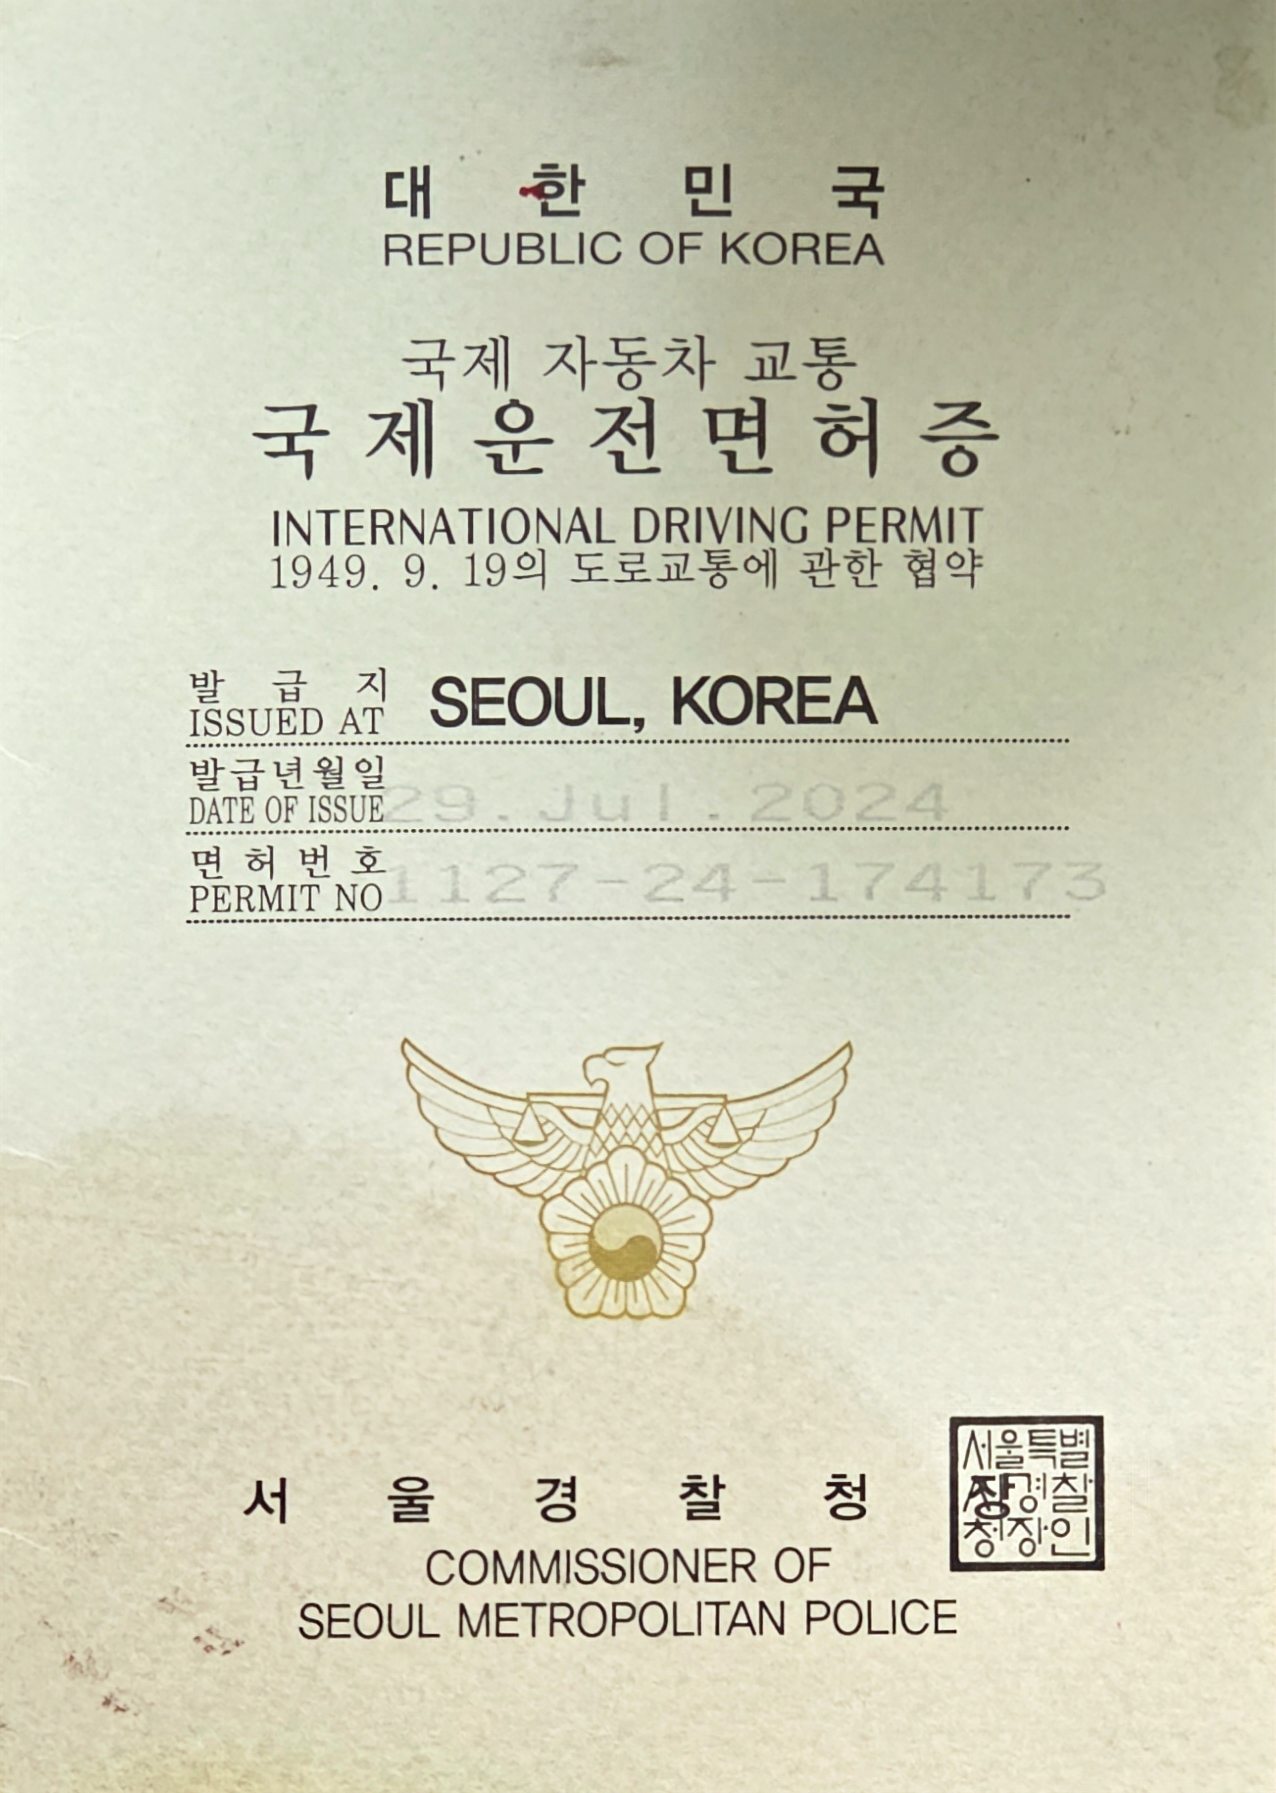 대 한 민 국
REPUBLIC OF KOREA
국제 자동차 교통
국제운전면허증
INTERNATIONAL DRIVING PERMIT
1949. 9. 19의 도로교통에 관한 협약
발 급 지
ISSUED AT SEOUL, KOREA
발급년월일
DATE OF ISSUE 29.Jul.2024
면 허 번 호
PERMIT NO 1127-24-174173
서 울 경 찰 청 장
COMMISSIONER OF
SEOUL METROPOLITAN POLICE
서울특별
시경찰
청장인